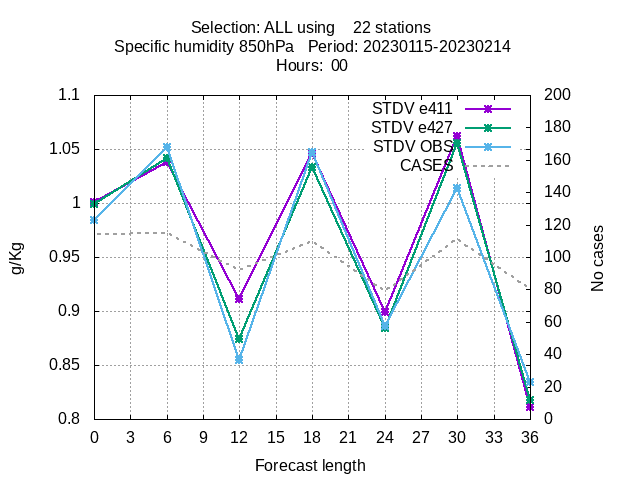 Selection: ALL using    22 stations
Specific humidity 850hPa   Period: 20230115-20230214
Hours:  00
1.1
1.05
1
0.95
0.9
0.85
0.8
200
180
160
140
120
100
80
60
40
20
0
STDV e411
STDV e427
STDV OBS
CASES
g/Kg
No cases
0 3 6 9 12 15 18 21 24 27 30 33 36
Forecast length